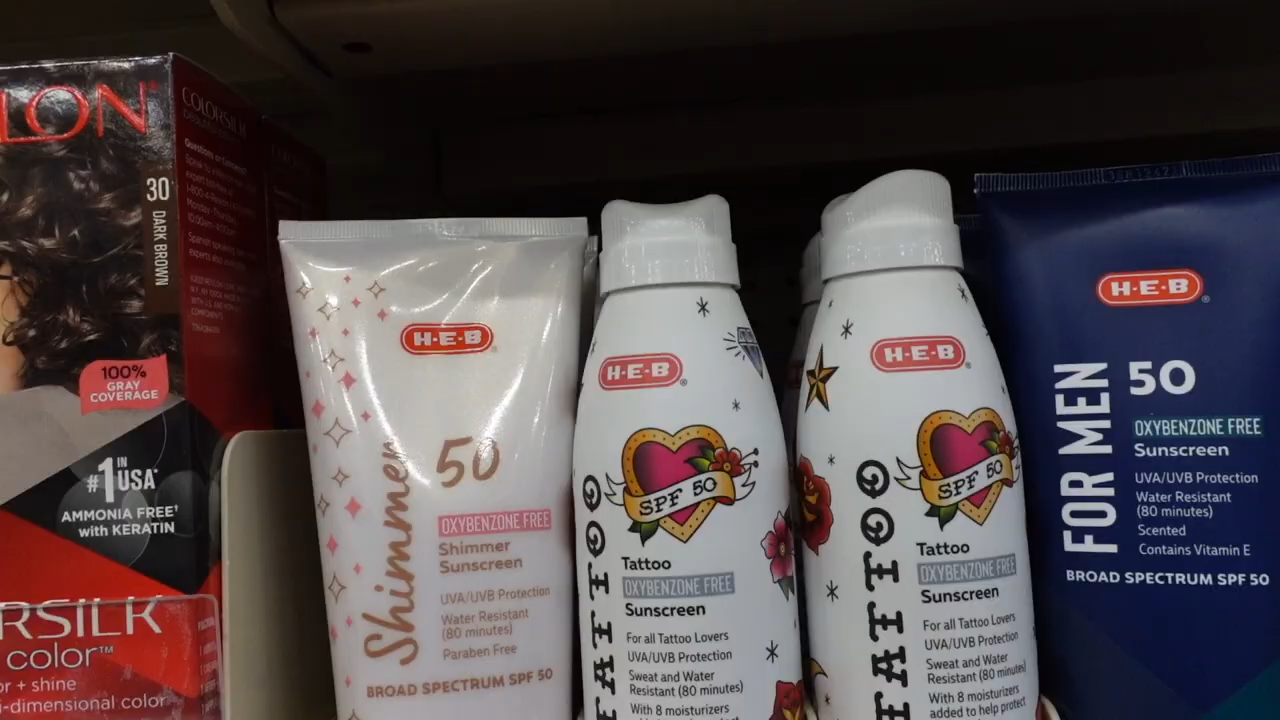 LON
COLORSILK
Questions or Comments?
30
DARK BROWN
100%
GRAY
COVERAGE
#1 IN USA*
AMMONIA FREE†
with KERATIN
RSILK
color™
or + shine
i-dimensional color
H-E-B
Shimmer
50
OXYBENZONE FREE
Shimmer
Sunscreen
UVA/UVB Protection
Water Resistant
(80 minutes)
Paraben Free
BROAD SPECTRUM SPF 50
H-E-B
SPF 50
TATTOO
Tattoo
OXYBENZONE FREE
Sunscreen
For all Tattoo Lovers
UVA/UVB Protection
Sweat and Water
Resistant (80 minutes)
With 8 moisturizers
H-E-B
SPF 50
TATTOO
Tattoo
OXYBENZONE FREE
Sunscreen
For all Tattoo Lovers
UVA/UVB Protection
Sweat and Water
Resistant (80 minutes)
With 8 moisturizers
added to help protect
H-E-B
FOR MEN
50
OXYBENZONE FREE
Sunscreen
UVA/UVB Protection
Water Resistant
(80 minutes)
Scented
Contains Vitamin E
BROAD SPECTRUM SPF 50